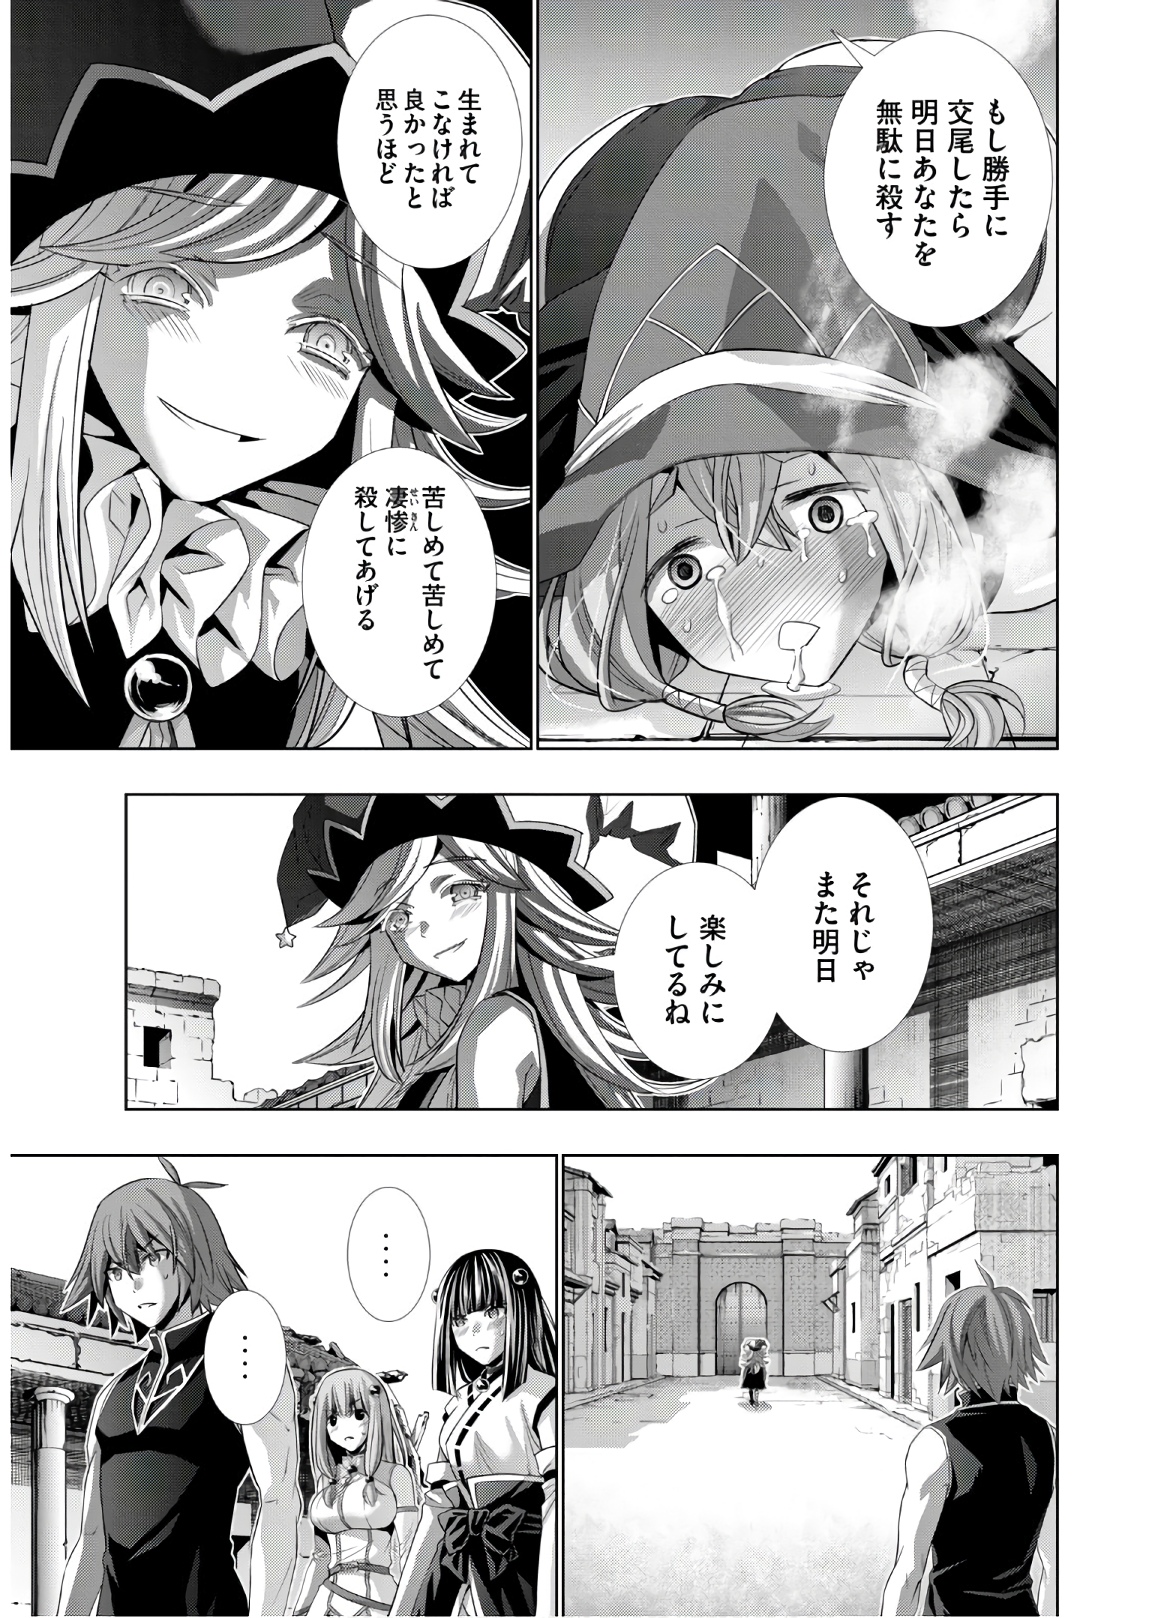 もし勝手に
交尾したら
明日あなたを
無駄に殺す
生まれて
こなければ
良かったと
思うほど
苦しめて苦しめて
凄惨に
せいさん
殺してあげる
それじゃ
また明日
楽しみに
してるね
・・・・
・・・・